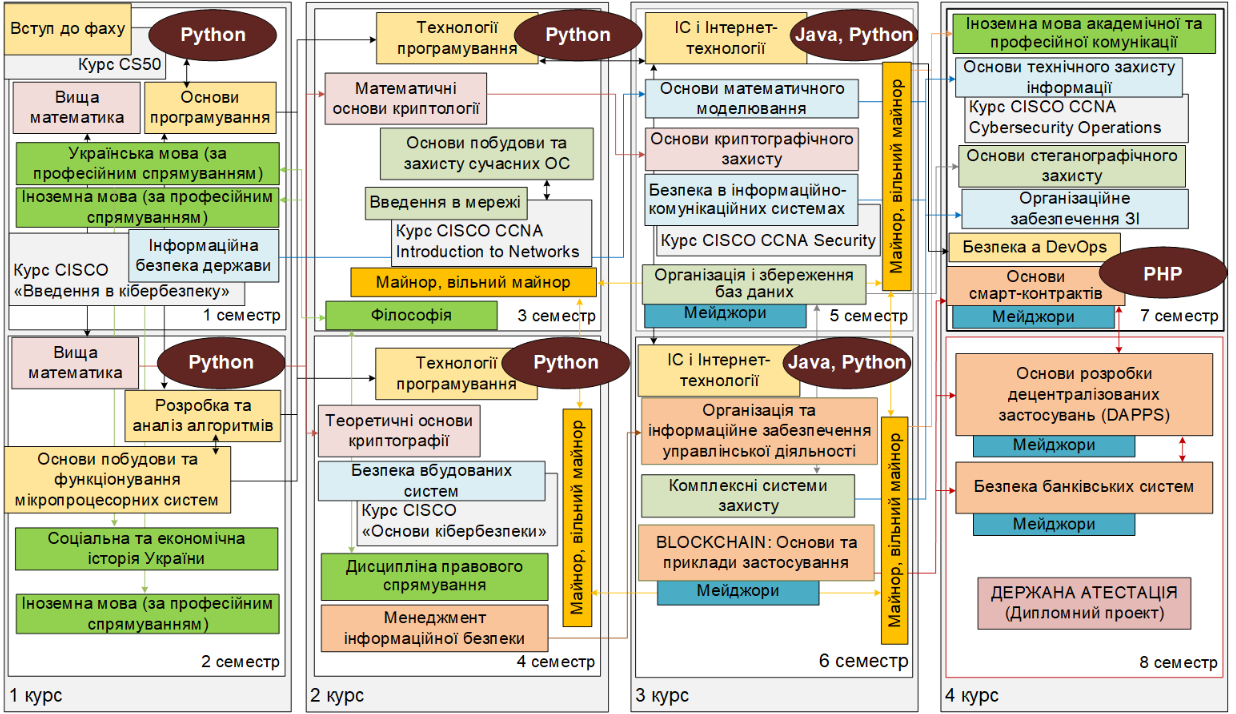 Вступ до фаху
Python
Курс CS50
Вища
математика
Основи
програмування
Українська мова (за
професійним спрямуванням)
Іноземна мова (за професійним
спрямуванням)
Інформаційна
безпека держави
Курс CISCO
«Введення в кібербезпеку»
1 семестр
Вища
математика
Python
Розробка та
аналіз алгоритмів
Основи побудови та
функціонування
мікропроцесорних систем
Соціальна та економічна
історія України
Іноземна мова (за професійним
спрямуванням)
2 семестр
1 курс
Технології
програмування
Python
Математичні
основи криптології
Основи побудови та
захисту сучасних ОС
Введення в мережі
Курс CISCO CCNA
Introduction to Networks
Майнор, вільний майнор
Філософія
3 семестр
Технології
програмування
Python
Теоретичні основи
криптографії
Безпека вбудованих
систем
Курс CISCO
«Основи кібербезпеки»
Майнор, вільний майнор
Дисципліна правового
спрямування
Менеджмент
інформаційної безпеки
4 семестр
2 курс
ІС і Інтернет-
технології
Java, Python
Основи математичного
моделювання
Основи криптографічного
захисту
Безпека в інформаційно-
комунікаційних системах
Курс CISCO CCNA Security
Майнор, вільний майнор
Організація і збереження
баз даних
Мейджори
5 семестр
ІС і Інтернет-
технології
Java, Python
Організація та
інформаційне забезпечення
управлінської діяльності
Комплексні системи
захисту
BLOCKCHAIN: Основи та
приклади застосування
Мейджори
Майнор, вільний майнор
6 семестр
3 курс
Іноземна мова академічної та
професійної комунікації
Основи технічного захисту
інформації
Курс CISCO CCNA
Cybersecurity Operations
Основи стеганографічного
захисту
Організаційне
забезпечення ЗІ
Безпека а DevOps
Основи
смарт-контрактів
PHP
Мейджори
7 семестр
Основи розробки
децентралізованих
застосувань (DAPPS)
Мейджори
Безпека банківських систем
Мейджори
ДЕРЖАНА АТЕСТАЦІЯ
(Дипломний проект)
8 семестр
4 курс